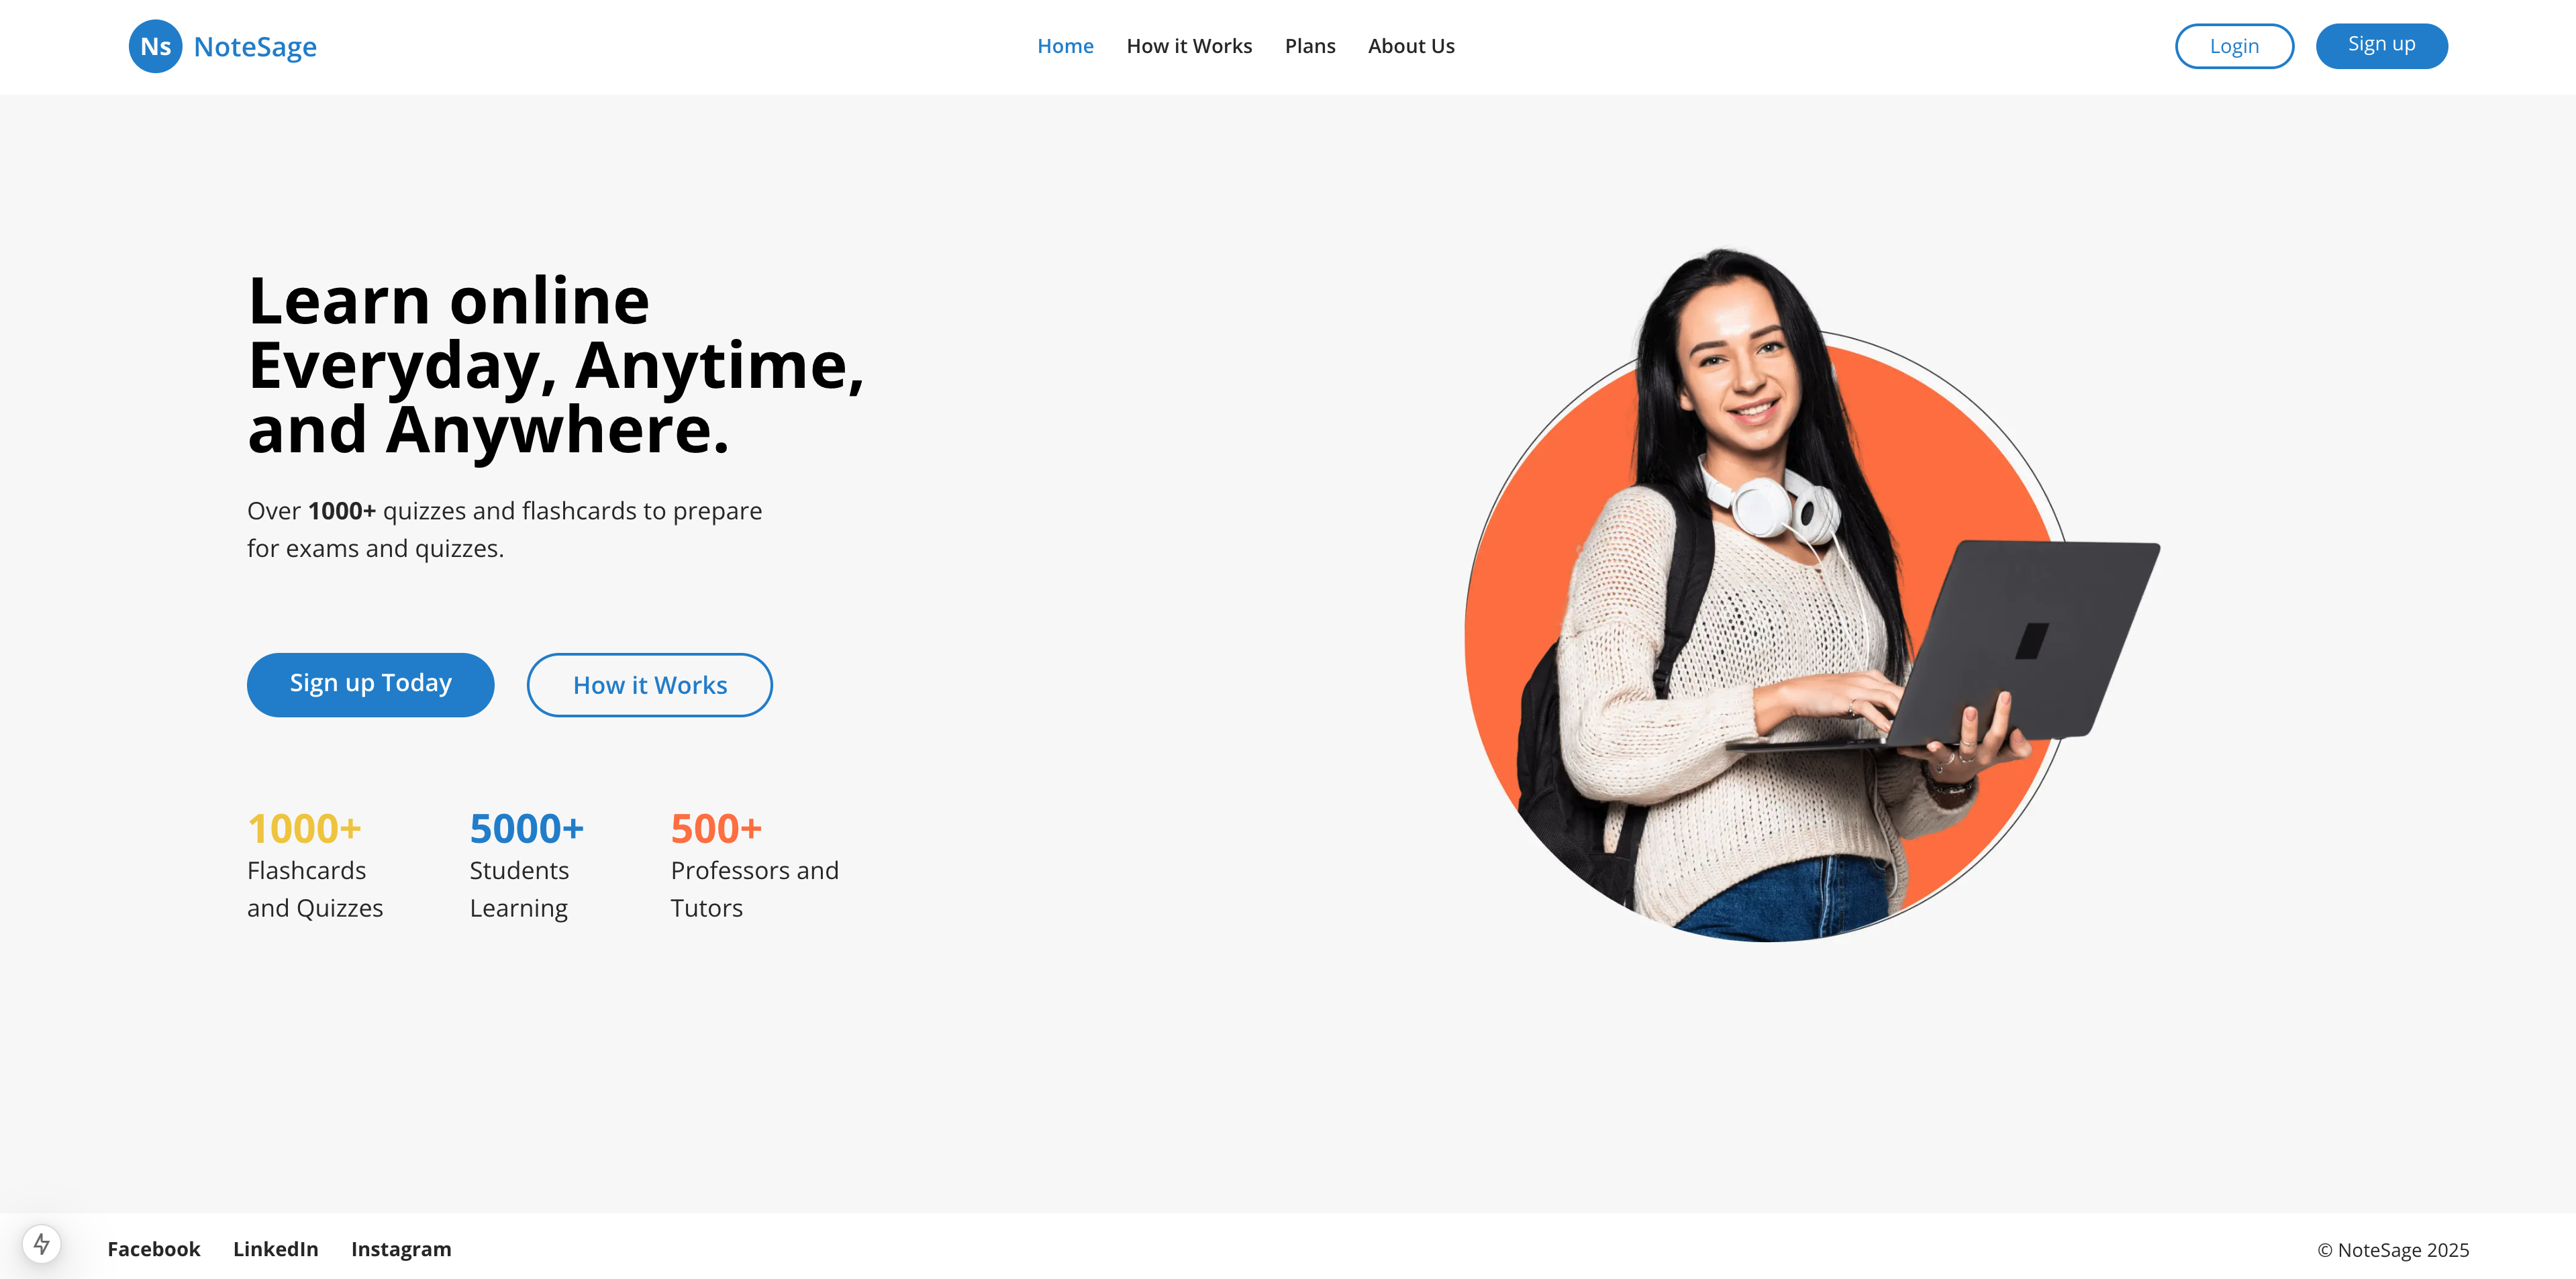 Ns NoteSage
Home How it Works Plans About Us
Login Sign up
Learn online
Everyday, Anytime,
and Anywhere.
Over 1000+ quizzes and flashcards to prepare
for exams and quizzes.
Sign up Today How it Works
1000+
Flashcards
and Quizzes
5000+
Students
Learning
500+
Professors and
Tutors
Facebook LinkedIn Instagram
© NoteSage 2025